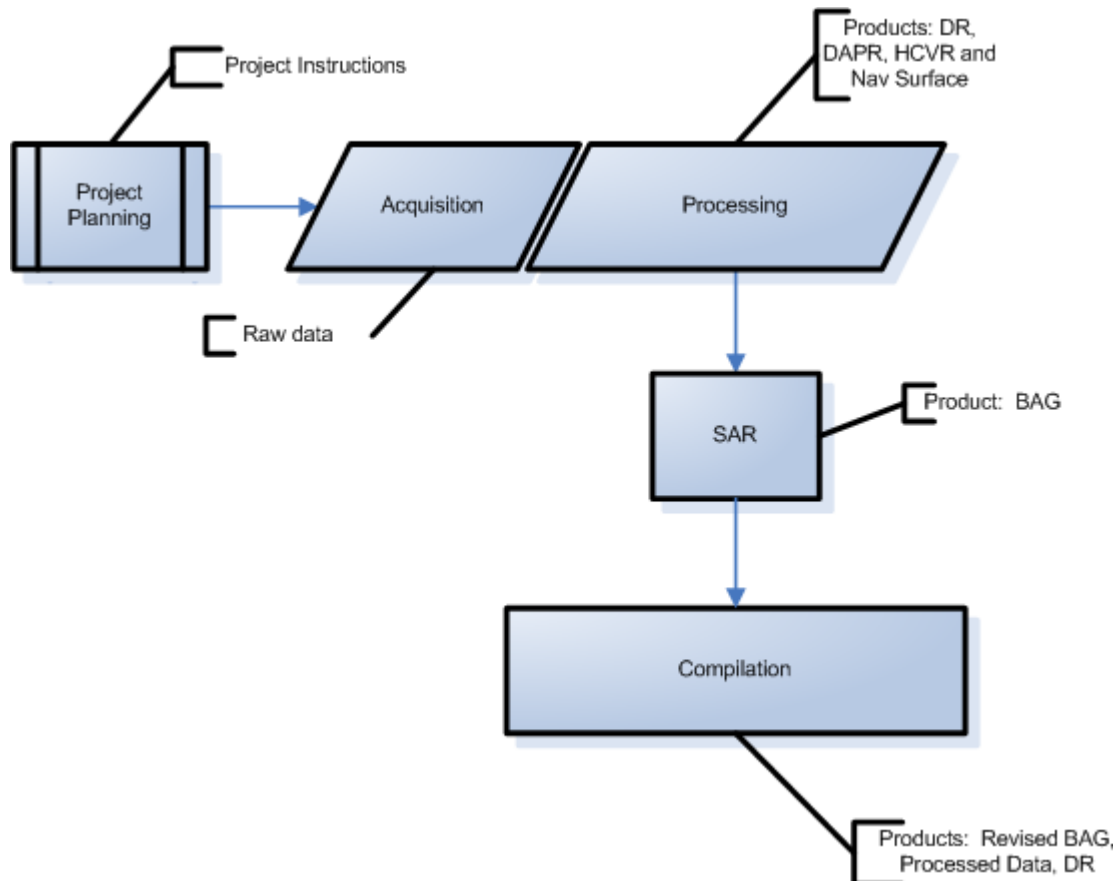 Products: DR,
DAPR, HCVR and
Nav Surface
Project Instructions
Project
Planning
Acquisition
Processing
Raw data
Product: BAG
SAR
Compilation
Products: Revised BAG,
Processed Data, DR